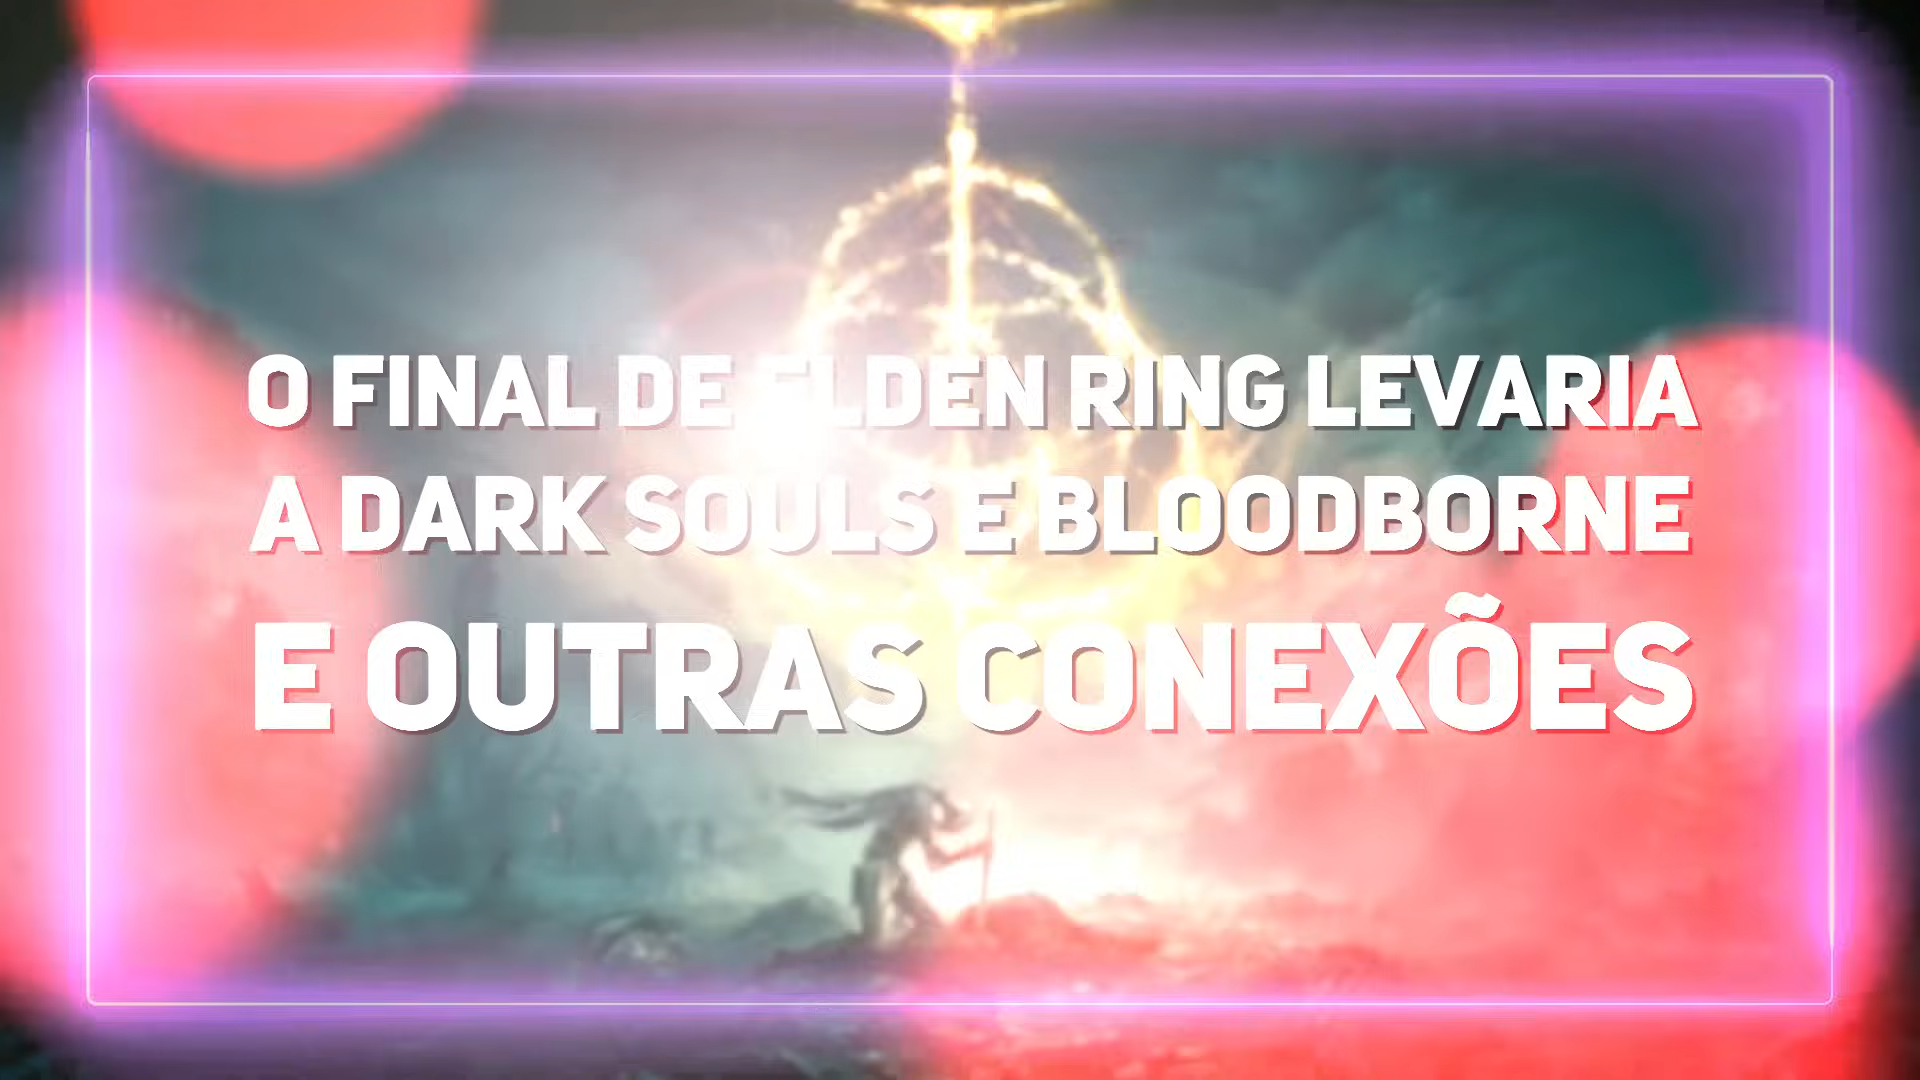 O FINAL DE ELDEN RING LEVARIA
A DARK SOULS E BLOODBORNE
E OUTRAS CONEXÕES